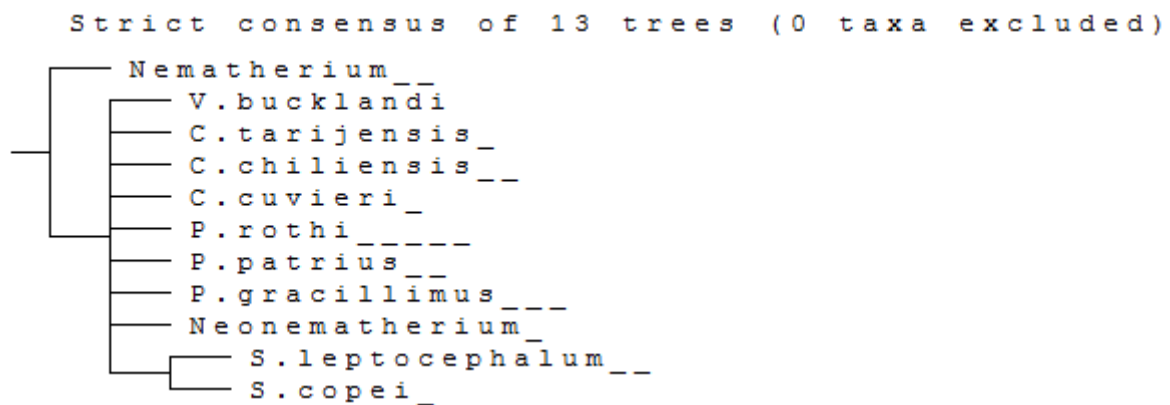 Strict consensus of 13 trees (0 taxa excluded)
Nematherium__
V.bucklandi
C.tarijensis_
C.chiliensis__
C.cuvieri_
P.rothi_____
P.patrius__
P.gracillimus___
Neonematherium_
S.leptocephalum__
S.copei_